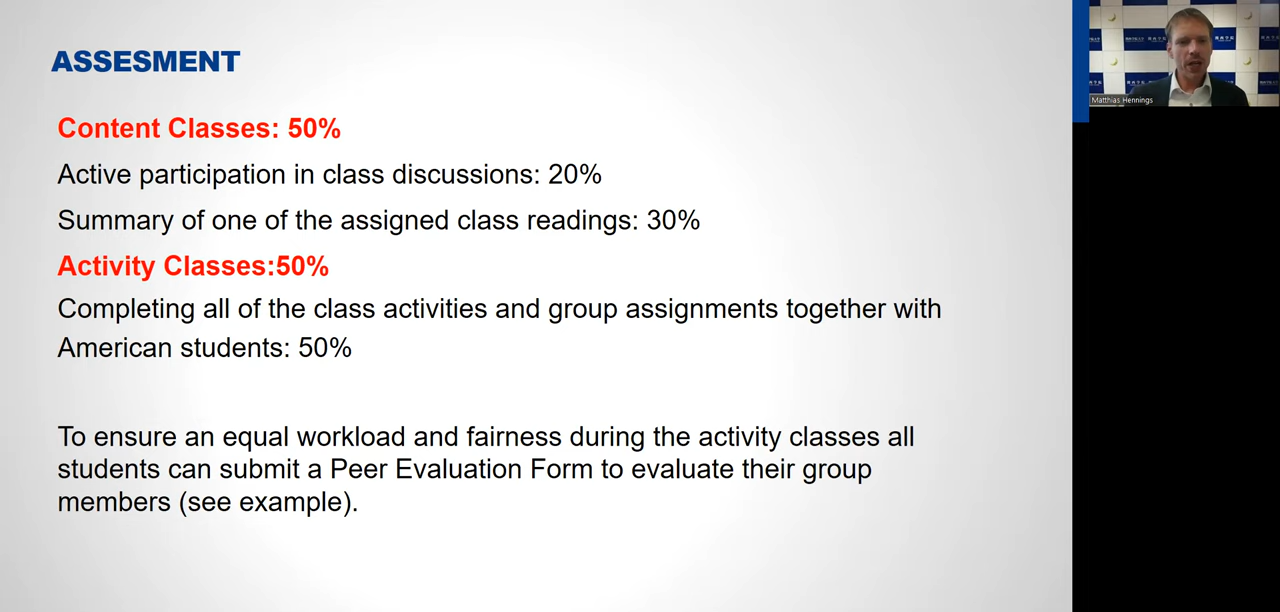 ASSESMENT
Content Classes: 50%
Active participation in class discussions: 20%
Summary of one of the assigned class readings: 30%
Activity Classes:50%
Completing all of the class activities and group assignments together with
American students: 50%
To ensure an equal workload and fairness during the activity classes all
students can submit a Peer Evaluation Form to evaluate their group
members (see example).
Matthias Hennings